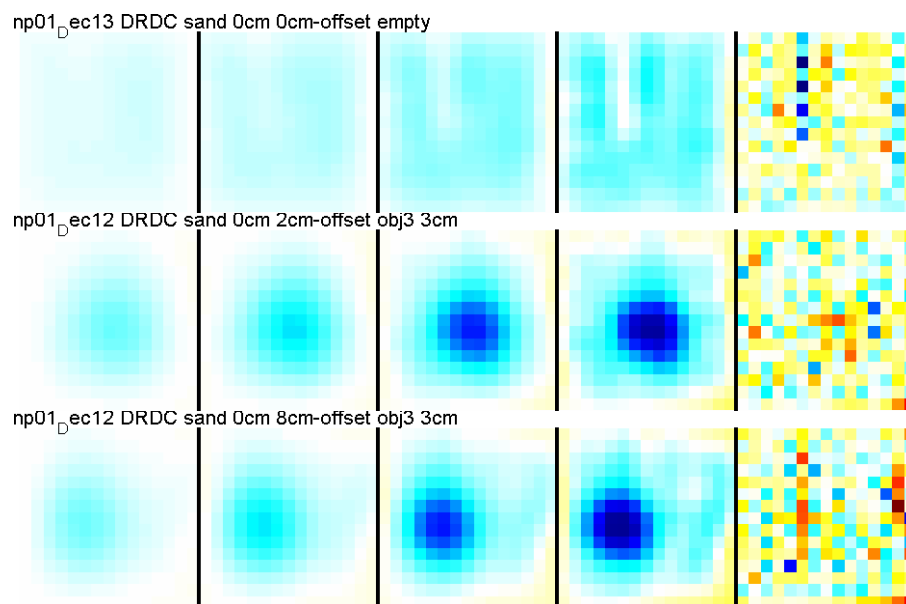 np01_Dec13 DRDC sand 0cm 0cm-offset empty
np01_Dec12 DRDC sand 0cm 2cm-offset obj3 3cm
np01_Dec12 DRDC sand 0cm 8cm-offset obj3 3cm